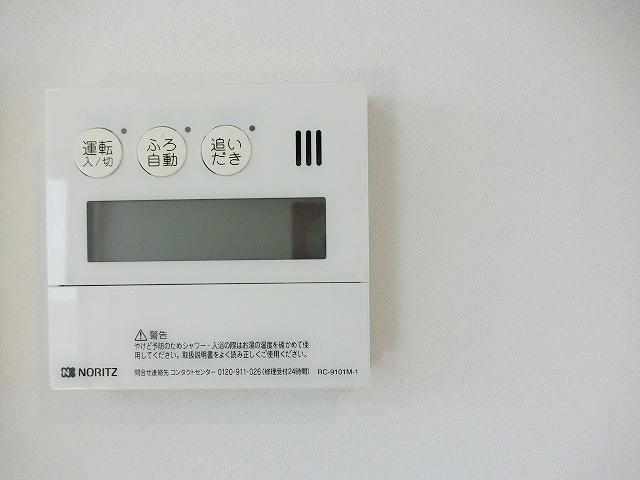 運転
入/切
ふろ
自動
追い
だき
警告
やけど予防のためシャワー・入浴の際はお湯の温度を確かめて使
用してください。取扱説明書をよく読み正しくご使用ください。
NORITZ 問合せ連絡先 コンタクトセンター 0120-911-026(修理受付24時間) RC-9101M-1